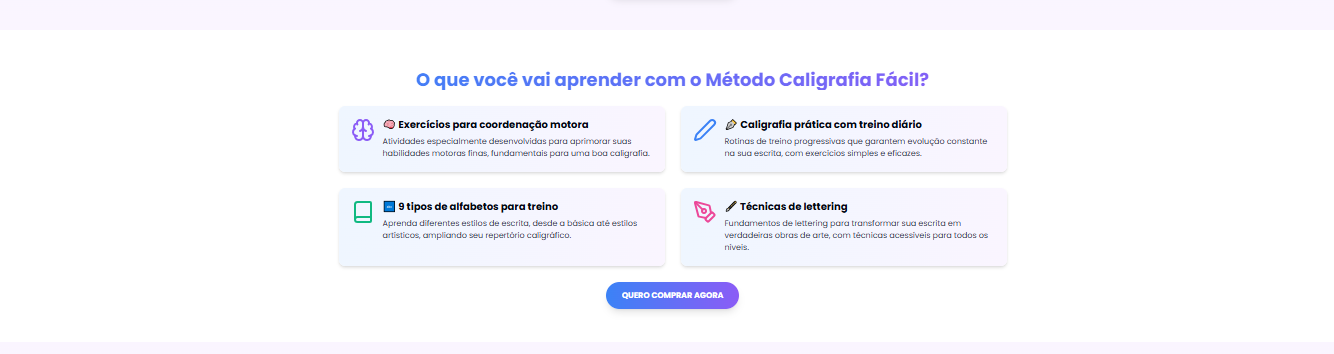 O que você vai aprender com o Método Caligrafia Fácil?
🧠 Exercícios para coordenação motora
Atividades especialmente desenvolvidas para aprimorar suas
habilidades motoras finas, fundamentais para uma boa caligrafia.
🖋️ Caligrafia prática com treino diário
Rotinas de treino progressivas que garantem evolução constante
na sua escrita, com exercícios simples e eficazes.
9 tipos de alfabetos para treino
Aprenda diferentes estilos de escrita, desde a básica até estilos
artísticos, ampliando seu repertório caligráfico.
🖌️ Técnicas de lettering
Fundamentos de lettering para transformar sua escrita em
verdadeiras obras de arte, com técnicas acessíveis para todos os
níveis.
QUERO COMPRAR AGORA